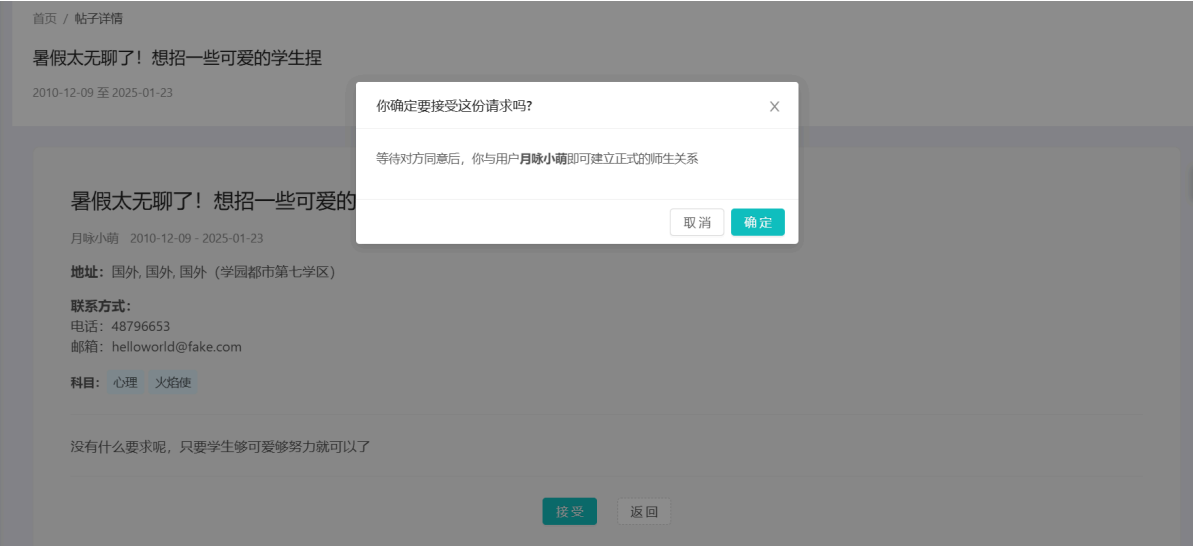 首页 / 帖子详情
暑假太无聊了！想招一些可爱的学生捏
2010-12-09 至 2025-01-23
你确定要接受这份请求吗?
等待对方同意后，你与用户月咏小萌即可建立正式的师生关系
取消 确定
暑假太无聊了！想招一些可爱的
月咏小萌 2010-12-09 - 2025-01-23
地址：国外, 国外, 国外（学园都市第七学区）
联系方式：
电话：48796653
邮箱：helloworld@fake.com
科目： 心理 火焰使
没有什么要求呢，只要学生够可爱够努力就可以了
接受 返回